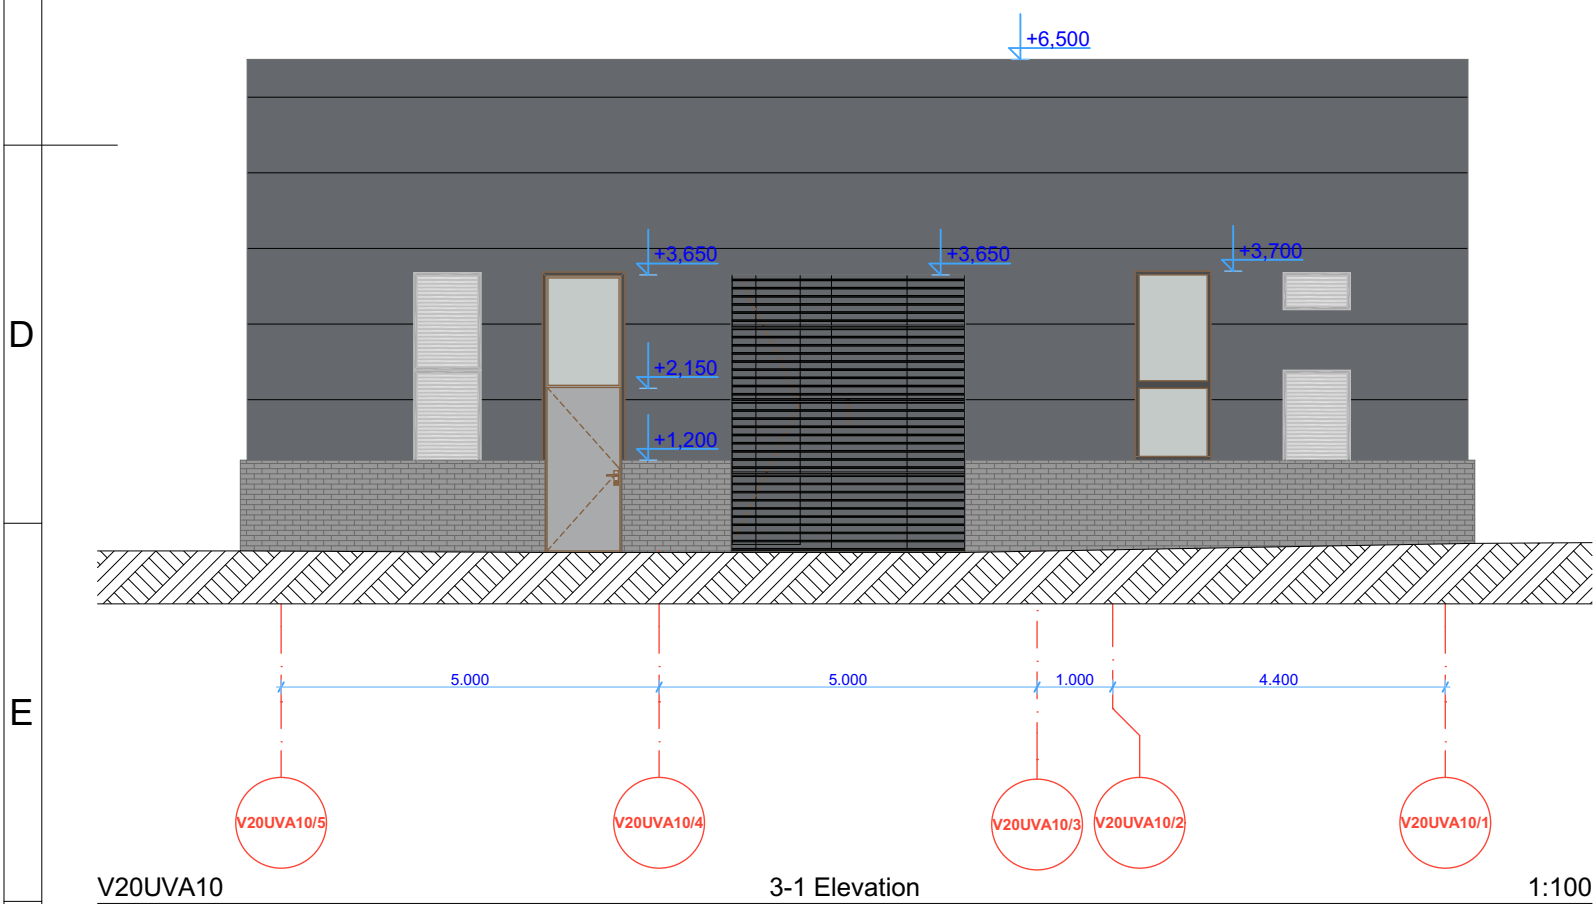 +6,500
+3,650
+3,650
+3,700
D
+2,150
+1,200
5.000
5.000
1.000
4.400
E
V20UVA10/5
V20UVA10/4
V20UVA10/3
V20UVA10/2
V20UVA10/1
V20UVA10
3-1 Elevation
1:100